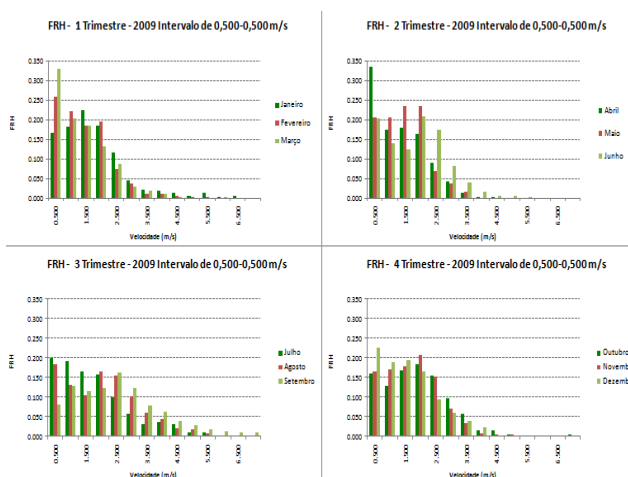 FRH - 1 Trimestre - 2009 Intervalo de 0,500-0,500 m/s
0.350
0.300
0.250
0.200
0.150
0.100
0.050
0.000
FRH
0.500
1.500
2.500
3.500
4.500
5.500
6.500
Velocidade (m/s)
Janeiro
Fevereiro
Março
FRH - 2 Trimestre - 2009 Intervalo de 0,500-0,500 m/s
0.350
0.300
0.250
0.200
0.150
0.100
0.050
0.000
FRH
0.500
1.500
2.500
3.500
4.500
5.500
6.500
Velocidade (m/s)
Abril
Maio
Junho
FRH - 3 Trimestre - 2009 Intervalo de 0,500-0,500 m/s
0.350
0.300
0.250
0.200
0.150
0.100
0.050
0.000
FRH
0.500
1.500
2.500
3.500
4.500
5.500
6.500
Velocidade (m/s)
Julho
Agosto
Setembro
FRH - 4 Trimestre - 2009 Intervalo de 0,500-0,500 m/s
0.350
0.300
0.250
0.200
0.150
0.100
0.050
0.000
FRH
0.500
1.500
2.500
3.500
4.500
5.500
6.500
Velocidade (m/s)
Outubro
Novemb
Dezemb